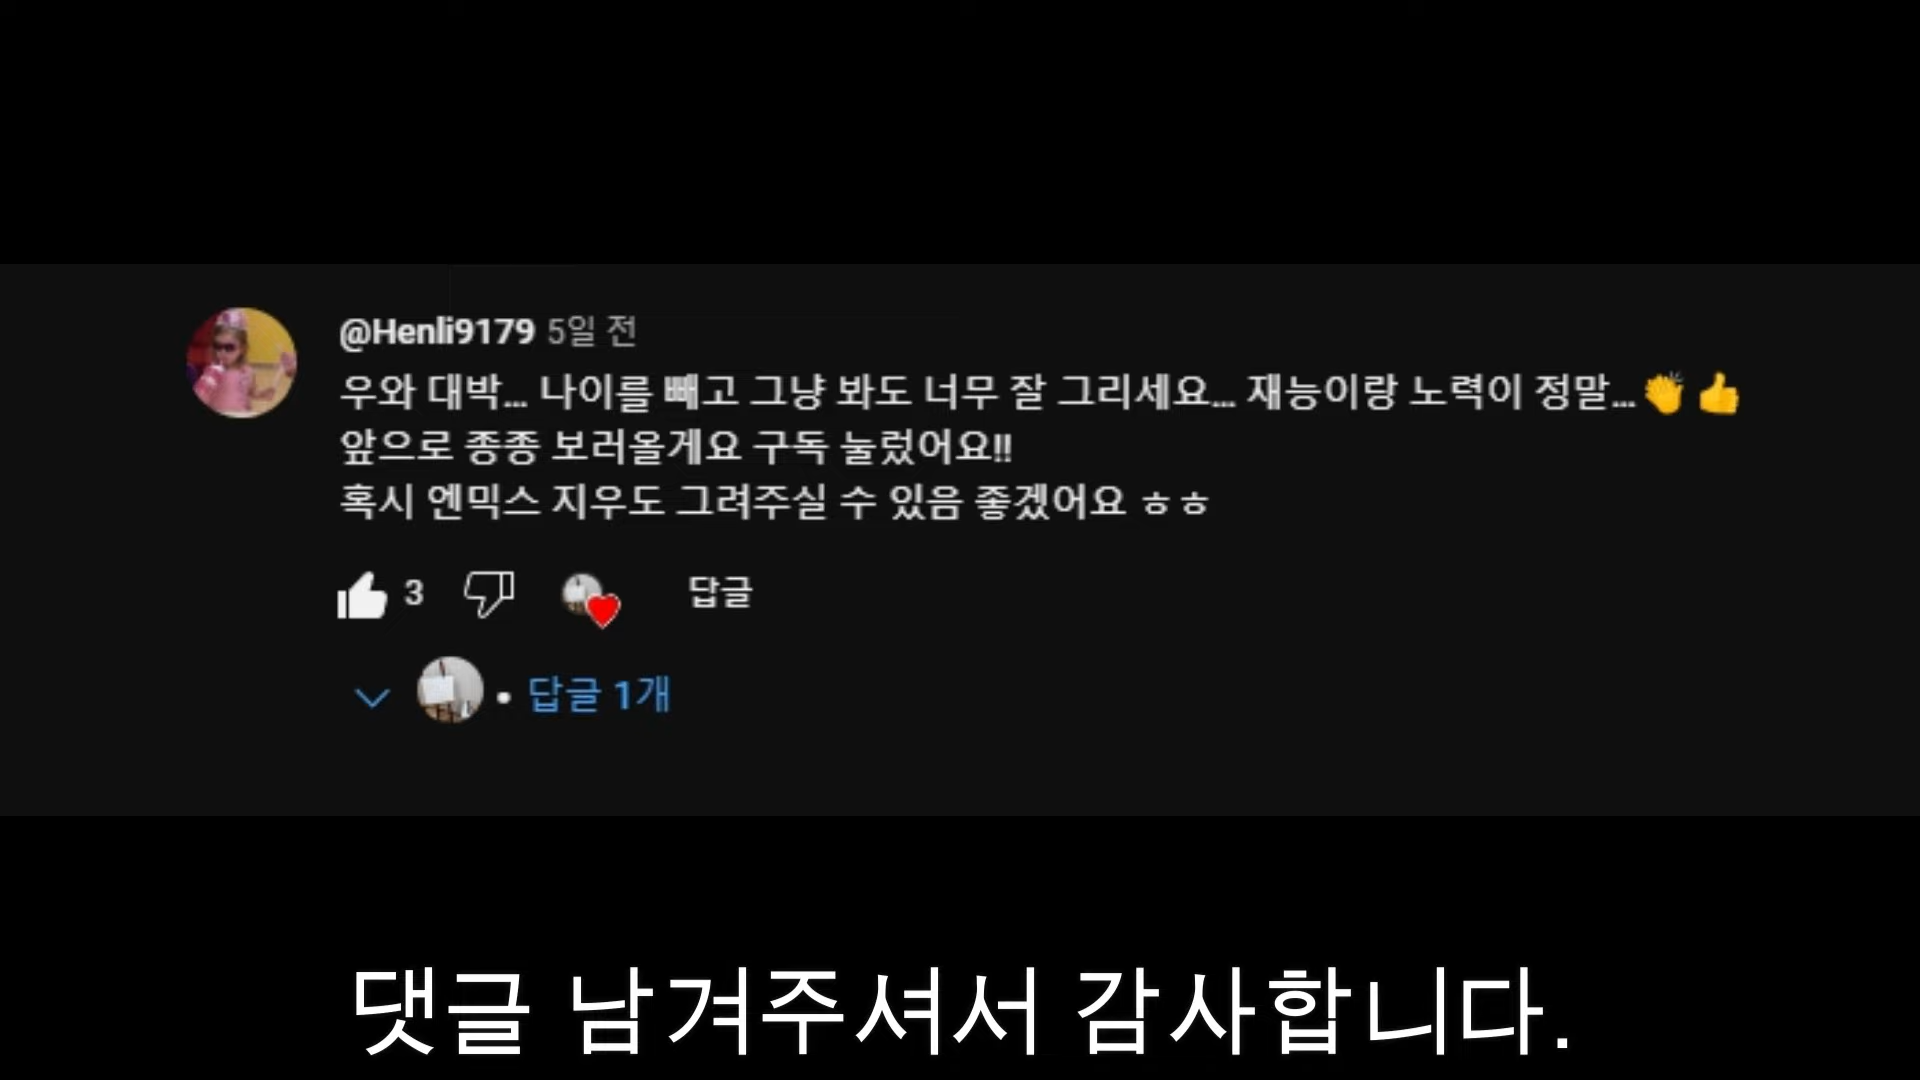 @Henli9179 5일 전
우와 대박... 나이를 빼고 그냥 봐도 너무 잘 그리세요... 재능이랑 노력이 정말...👏👍
앞으로 종종 보러올게요 구독 눌렀어요!!
혹시 엔믹스 지우도 그려주실 수 있음 좋겠어요 ㅎㅎ
3 답글
• 답글 1개
댓글 남겨주셔서 감사합니다.